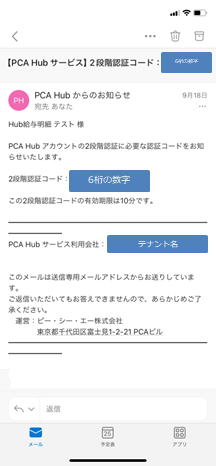 【PCA Hub サービス】2段階認証コード：
6桁の数字
PH
PCA Hub からのお知らせ
9月18日
宛先 あなた
Hub給与明細 テスト 様
PCA Hub アカウントの2段階認証に必要な認証コードをお知
らせいたします。
2段階認証コード：6桁の数字
この2段階認証コードの有効期限は10分です。
PCA Hub サービス利用会社：テナント名
このメールは送信専用メールアドレスからお送りしていま
す。
ご返信いただいてもお答えできませんので、あらかじめご了
承ください。
運営：ピー・シー・エー株式会社
東京都千代田区富士見1-2-21 PCAビル
返信
25
メール
予定表
アプリ